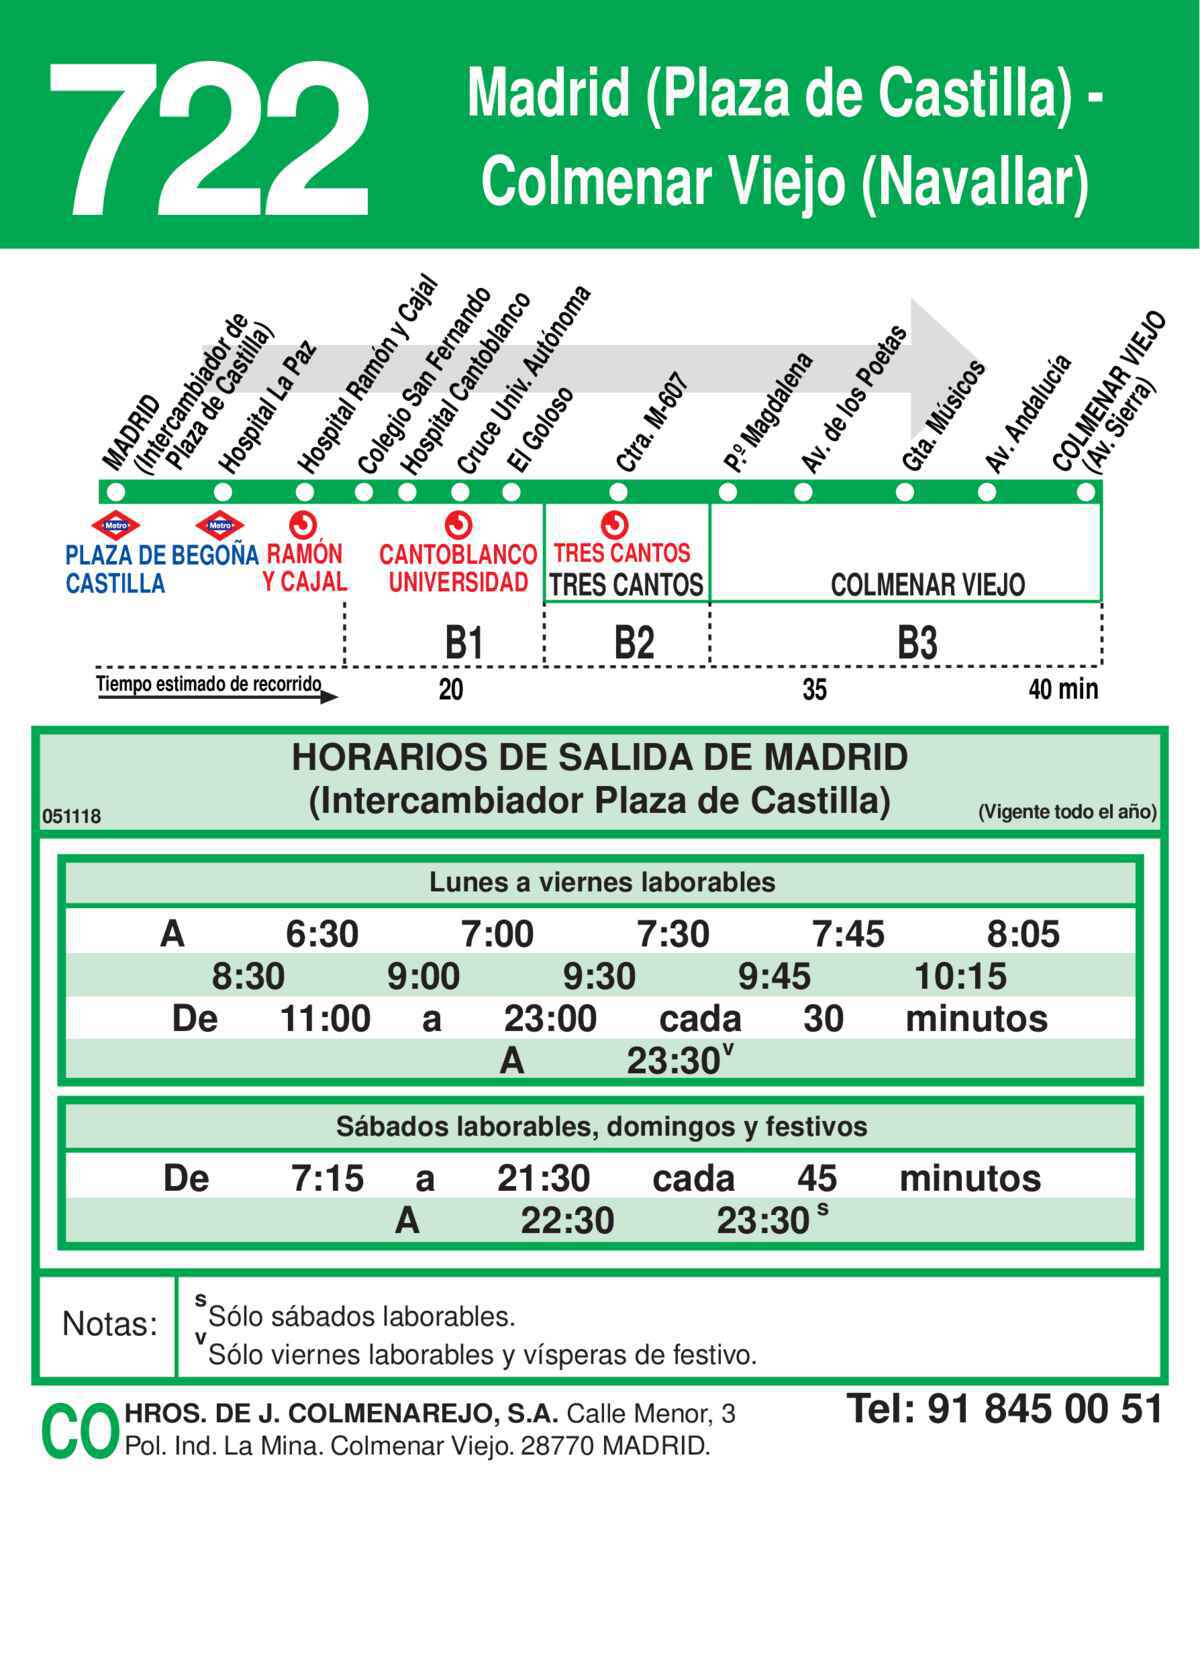 722
Madrid (Plaza de Castilla) -
Colmenar Viejo (Navallar)
MADRID
(Intercambiador de
Plaza de Castilla)
Hospital La Paz
Hospital Ramón y Cajal
Colegio San Fernando
Hospital Cantoblanco
Cruce Univ. Autónoma
El Goloso
Ctra. M-607
P.º Magdalena
Av. de los Poetas
Gta. Músicos
Av. Andalucía
COLMENAR VIEJO
(Av. Sierra)
Metro
Metro
PLAZA DE
CASTILLA
BEGOÑA
RAMÓN
Y CAJAL
CANTOBLANCO
UNIVERSIDAD
TRES CANTOS
TRES CANTOS
COLMENAR VIEJO
B1 B2 B3
Tiempo estimado de recorrido 20 35 40 min
HORARIOS DE SALIDA DE MADRID
(Intercambiador Plaza de Castilla)
051118
(Vigente todo el año)
Lunes a viernes laborables
A 6:30 7:00 7:30 7:45 8:05
8:30 9:00 9:30 9:45 10:15
De 11:00 a 23:00 cada 30 minutos
A 23:30 v
Sábados laborables, domingos y festivos
De 7:15 a 21:30 cada 45 minutos
A 22:30 23:30 s
Notas:
s Sólo sábados laborables.
v Sólo viernes laborables y vísperas de festivo.
CO
HROS. DE J. COLMENAREJO, S.A. Calle Menor, 3
Pol. Ind. La Mina. Colmenar Viejo. 28770 MADRID.
Tel: 91 845 00 51